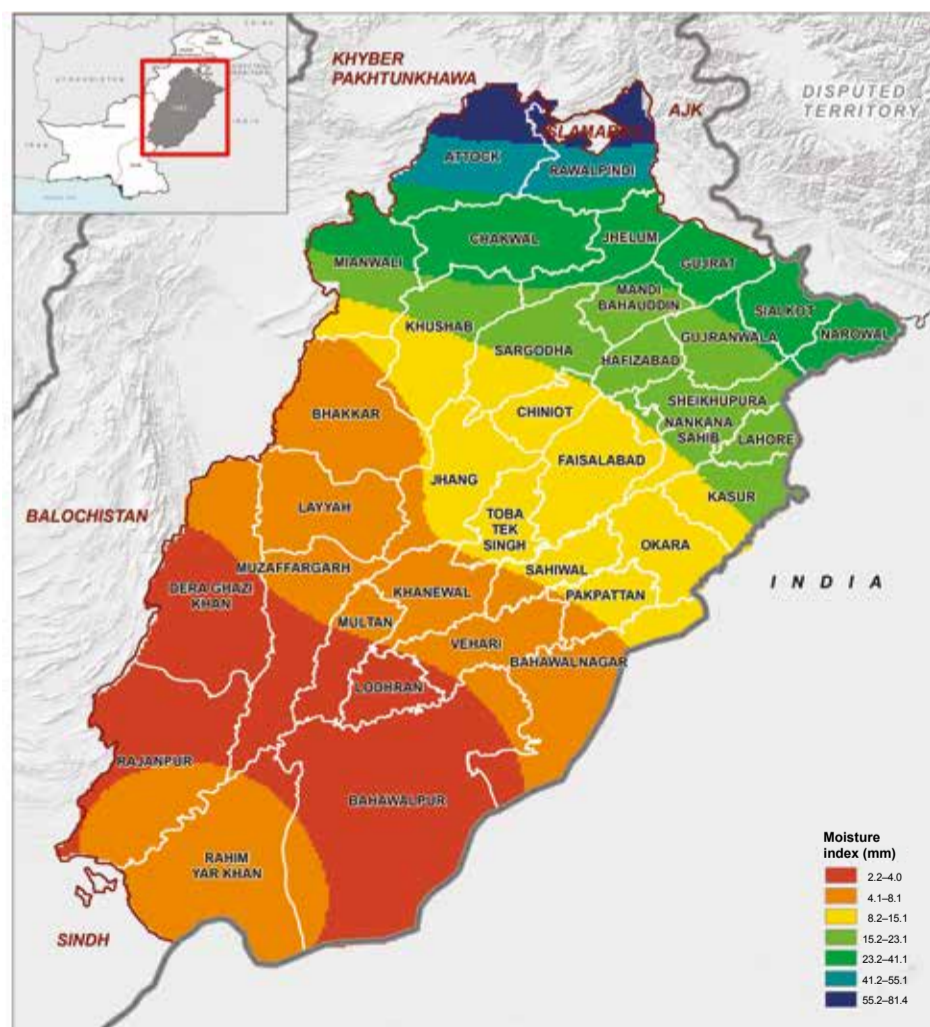 AFGHANISTAN
IRAN
INDIA
KHYBER
PAKHTUNKHAWA
AJK
DISPUTED
TERRITORY
ATTOCK
RAWALPINDI
CHAKWAL
JHELUM
MIANWALI
GUJRAT
MANDI
BAHAUDDIN
SIALKOT
NAROWAL
KHUSHAB
SARGODHA
GUJRANWALA
HAFIZABAD
SHEIKHUPURA
BHAKKAR
CHINIOT
NANKANA
SAHIB
LAHORE
FAISALABAD
JHANG
KASUR
LAYYAH
TOBA
TEK
SINGH
OKARA
BALOCHISTAN
SAHIWAL
MUZAFFARGARH
DERA GHAZI
KHAN
KHANEWAL
PAKPATTAN
INDIA
MULTAN
VEHARI
BAHAWALNAGAR
LODHRAN
RAJANPUR
BAHAWALPUR
RAHIM
YAR KHAN
SINDH
Moisture
index (mm)
2.2–4.0
4.1–8.1
8.2–15.1
15.2–23.1
23.2–41.1
41.2–55.1
55.2–81.4